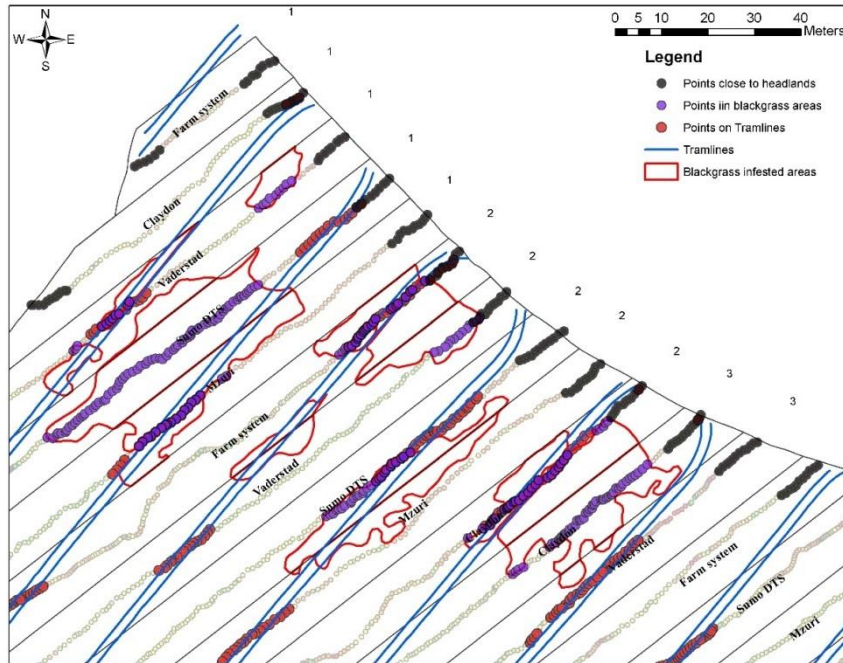 N
W E
S
0 5 10 20 30 40
Meters
Legend
Points close to headlands
Points iin blackgrass areas
Points on Tramlines
Tramlines
Blackgrass infested areas
1
1
1
1
1
2
2
2
2
2
3
3
Farm system
Claydon
Vaderstad
Sumo DTS
Mzuri
Farm system
Vaderstad
Sumo DTS
Mzuri
Claydon
Vaderstad
Farm system
Sumo DTS
Mzuri